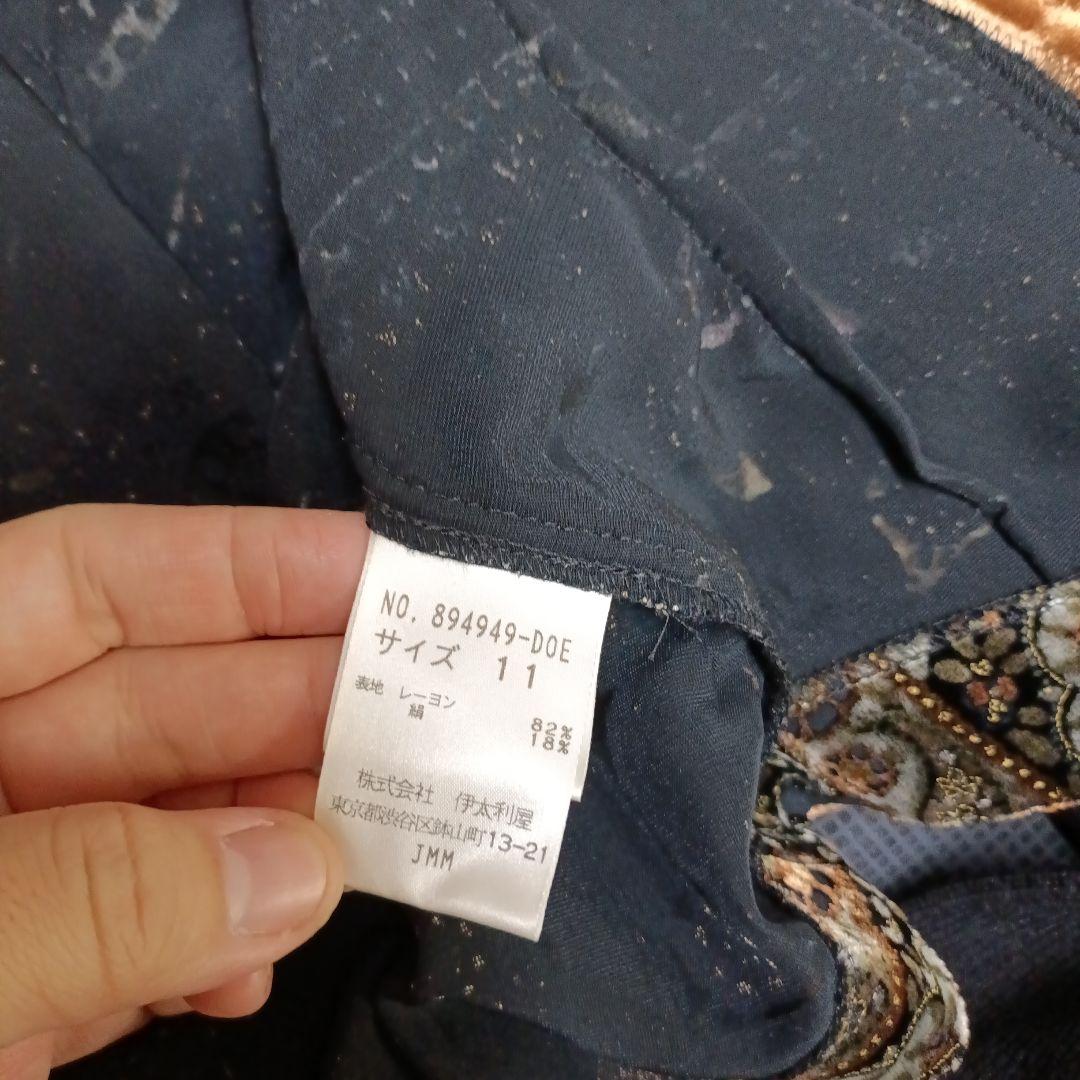 NO. 894949-DOE
サイズ 11
表地 レーヨン 82%
絹 18%
株式会社 伊太利屋
東京都渋谷区鉢山町13-21
JMM